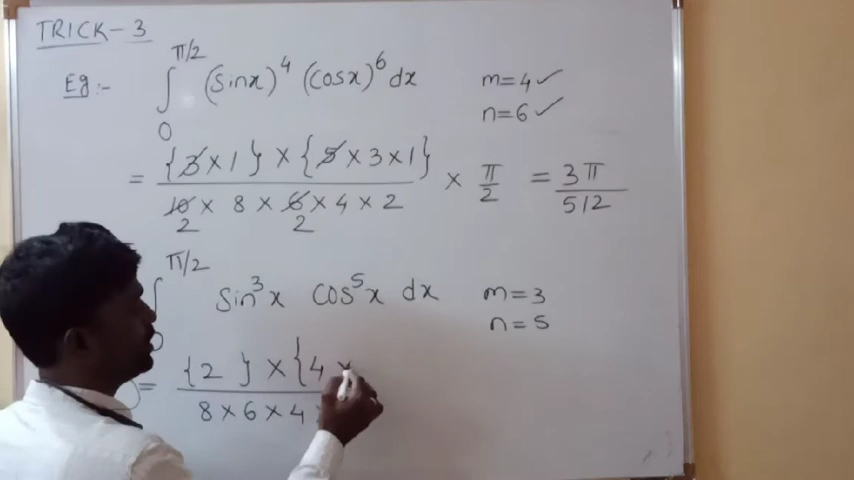 TRICK-3
Eg:- ∫₀^{π/2} (Sinx)⁴ (Cosx)⁶ dx m=4 ✓
n=6 ✓
= {3×1} × {5×3×1} / 10 × 8 × 6 × 4 × 2 × π/2 = 3π/512
2 2
∫₀^{π/2} Sin³x Cos⁵x dx m=3
n=5
= {2 } × {4 × / 8×6×4